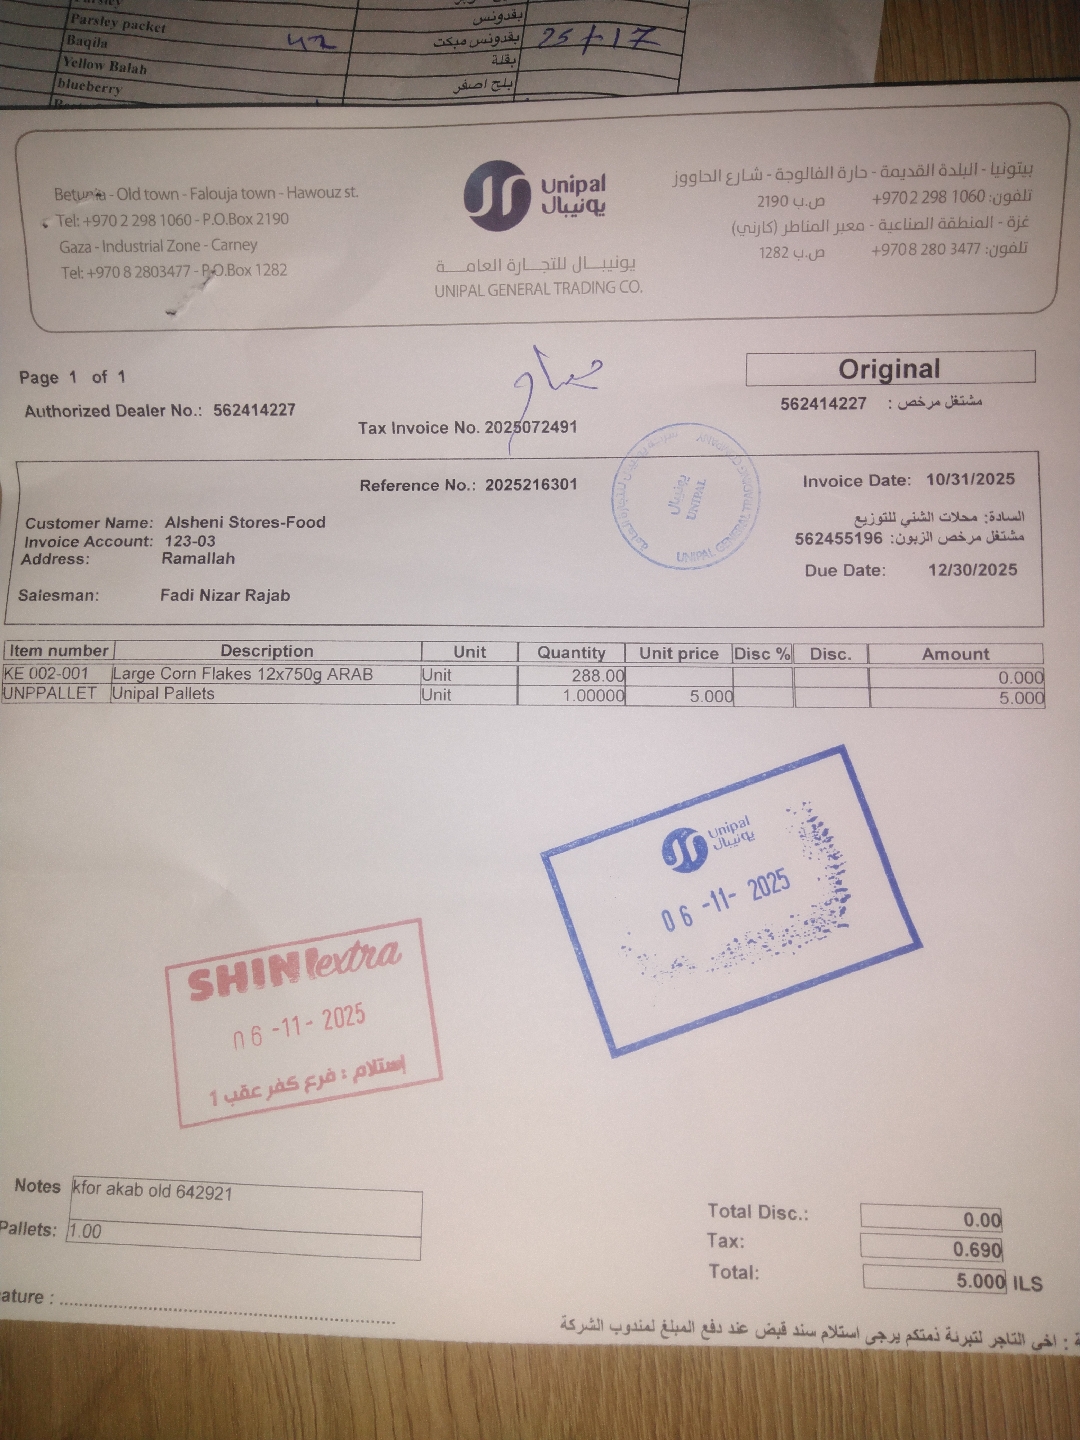 Parsley packet
بقدونس
Baqila
42
بقدونس مبكت
25/17
Yellow Balah
بقلة
blueberry
بلح اصفر
Betunia - Old town - Falouja town - Hawouz st.
Tel: +970 2 298 1060 - P.O.Box 2190
Gaza - Industrial Zone - Carney
Tel: +970 8 2803477 - P.O.Box 1282
Unipal
يونيبال
يونيبال للتجارة العامة
UNIPAL GENERAL TRADING CO.
بيتونيا - البلدة القديمة - حارة الفالوجة - شارع الحاووز
تلفون: 1060 298 2 970+ ص.ب 2190
غزة - المنطقة الصناعية - معبر المناطر (كارني)
تلفون: 3477 280 8 970+ ص.ب 1282
Page 1 of 1
Original
Authorized Dealer No.: 562414227
مشتغل مرخص : 562414227
Tax Invoice No. 2025072491
Reference No.: 2025216301
Invoice Date: 10/31/2025
Customer Name: Alsheni Stores-Food
السادة: محلات الشني للتوزيع
Invoice Account: 123-03
مشتغل مرخص الزبون: 562455196
Address: Ramallah
Due Date: 12/30/2025
Salesman: Fadi Nizar Rajab
يونيبال
UNIPAL
UNIPAL GENERAL TRADING COMPANY
Item number Description Unit Quantity Unit price Disc % Disc. Amount
KE 002-001 Large Corn Flakes 12x750g ARAB Unit 288.00 0.000
UNPPALLET Unipal Pallets Unit 1.00000 5.000 5.000
Unipal
يونيبال
06-11-2025
SHINI extra
06-11-2025
إستلام : فرع كفر عقب 1
Notes kfor akab old 642921
Pallets: 1.00
Total Disc.: 0.00
Tax: 0.690
Total: 5.000 ILS
ature :
: اخي التاجر لتبرئة ذمتكم يرجى استلام سند قبض عند دفع المبلغ لمندوب الشركة